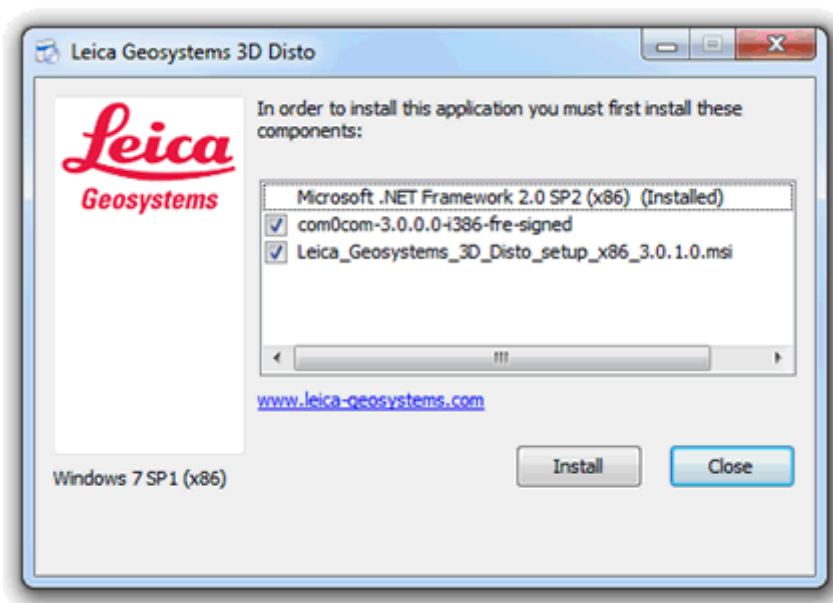 Leica Geosystems 3D Disto
Leica
Geosystems
In order to install this application you must first install these
components:
Microsoft .NET Framework 2.0 SP2 (x86) (Installed)
com0com-3.0.0.0-i386-fre-signed
Leica_Geosystems_3D_Disto_setup_x86_3.0.1.0.msi
www.leica-geosystems.com
Install
Close
Windows 7 SP1 (x86)